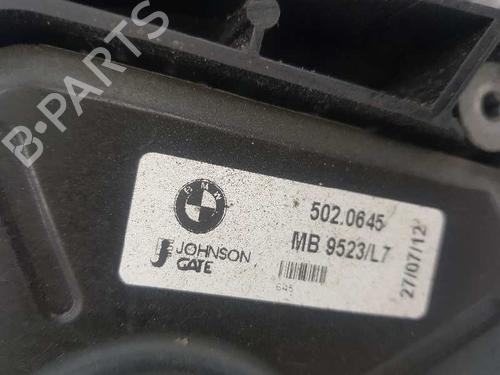 B-PARTS
BMW
502.0645
JOHNSON
GATE
MB 9523/L7
27/07/12
645